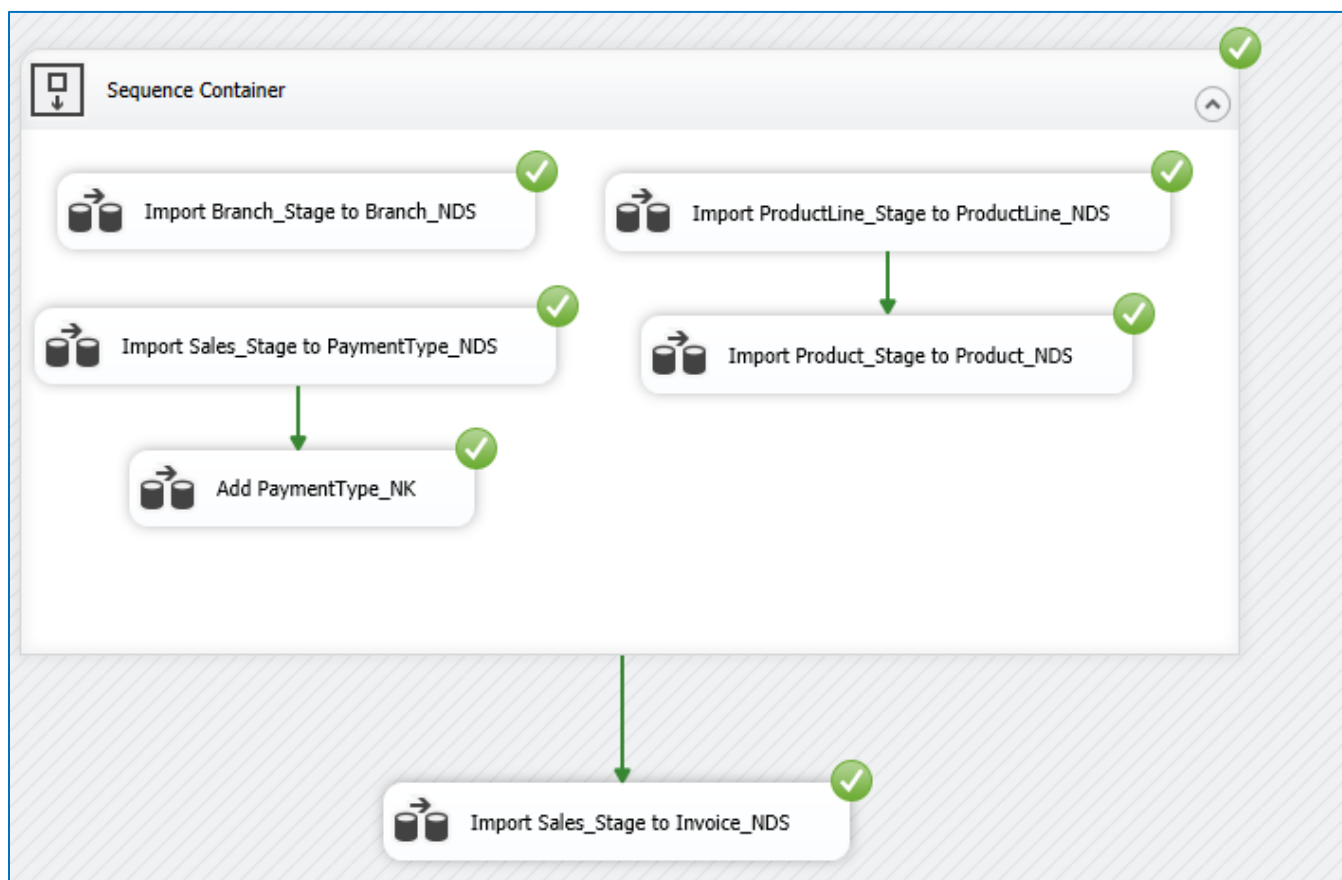 Sequence Container
Import Branch_Stage to Branch_NDS
Import ProductLine_Stage to ProductLine_NDS
Import Sales_Stage to PaymentType_NDS
Import Product_Stage to Product_NDS
Add PaymentType_NK
Import Sales_Stage to Invoice_NDS